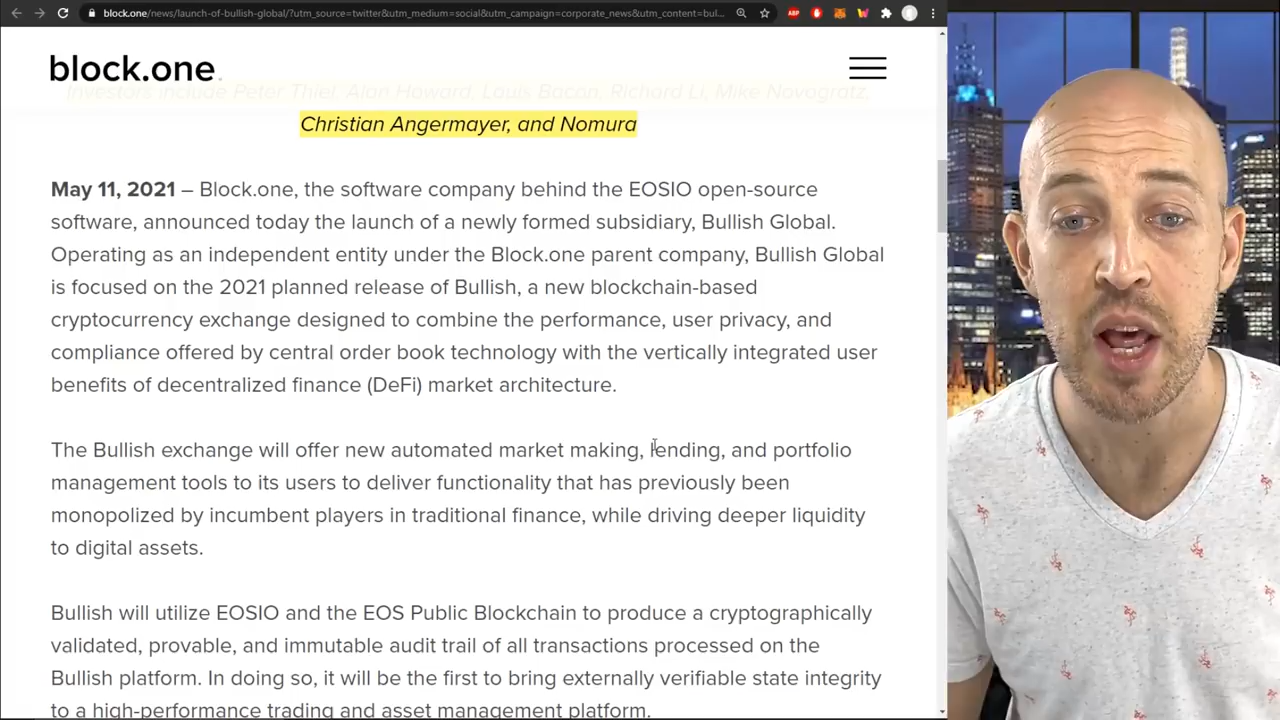 block.one/news/launch-of-bullish-global/?utm_source=twitter&utm_medium=social&utm_campaign=corporate_news&utm_content=bul...
ABP
block.one.
Investors include Peter Thiel, Alan Howard, Louis Bacon, Richard Li, Mike Novogratz,
Christian Angermayer, and Nomura
May 11, 2021 – Block.one, the software company behind the EOSIO open-source
software, announced today the launch of a newly formed subsidiary, Bullish Global.
Operating as an independent entity under the Block.one parent company, Bullish Global
is focused on the 2021 planned release of Bullish, a new blockchain-based
cryptocurrency exchange designed to combine the performance, user privacy, and
compliance offered by central order book technology with the vertically integrated user
benefits of decentralized finance (DeFi) market architecture.
The Bullish exchange will offer new automated market making, lending, and portfolio
management tools to its users to deliver functionality that has previously been
monopolized by incumbent players in traditional finance, while driving deeper liquidity
to digital assets.
Bullish will utilize EOSIO and the EOS Public Blockchain to produce a cryptographically
validated, provable, and immutable audit trail of all transactions processed on the
Bullish platform. In doing so, it will be the first to bring externally verifiable state integrity
to a high-performance trading and asset management platform.